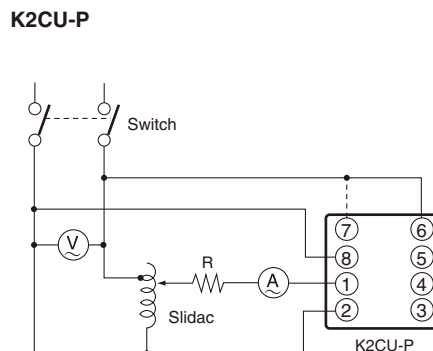 K2CU-P
Switch
V
R
A
Slidac
7 6
8 5
1 4
2 3
K2CU-P